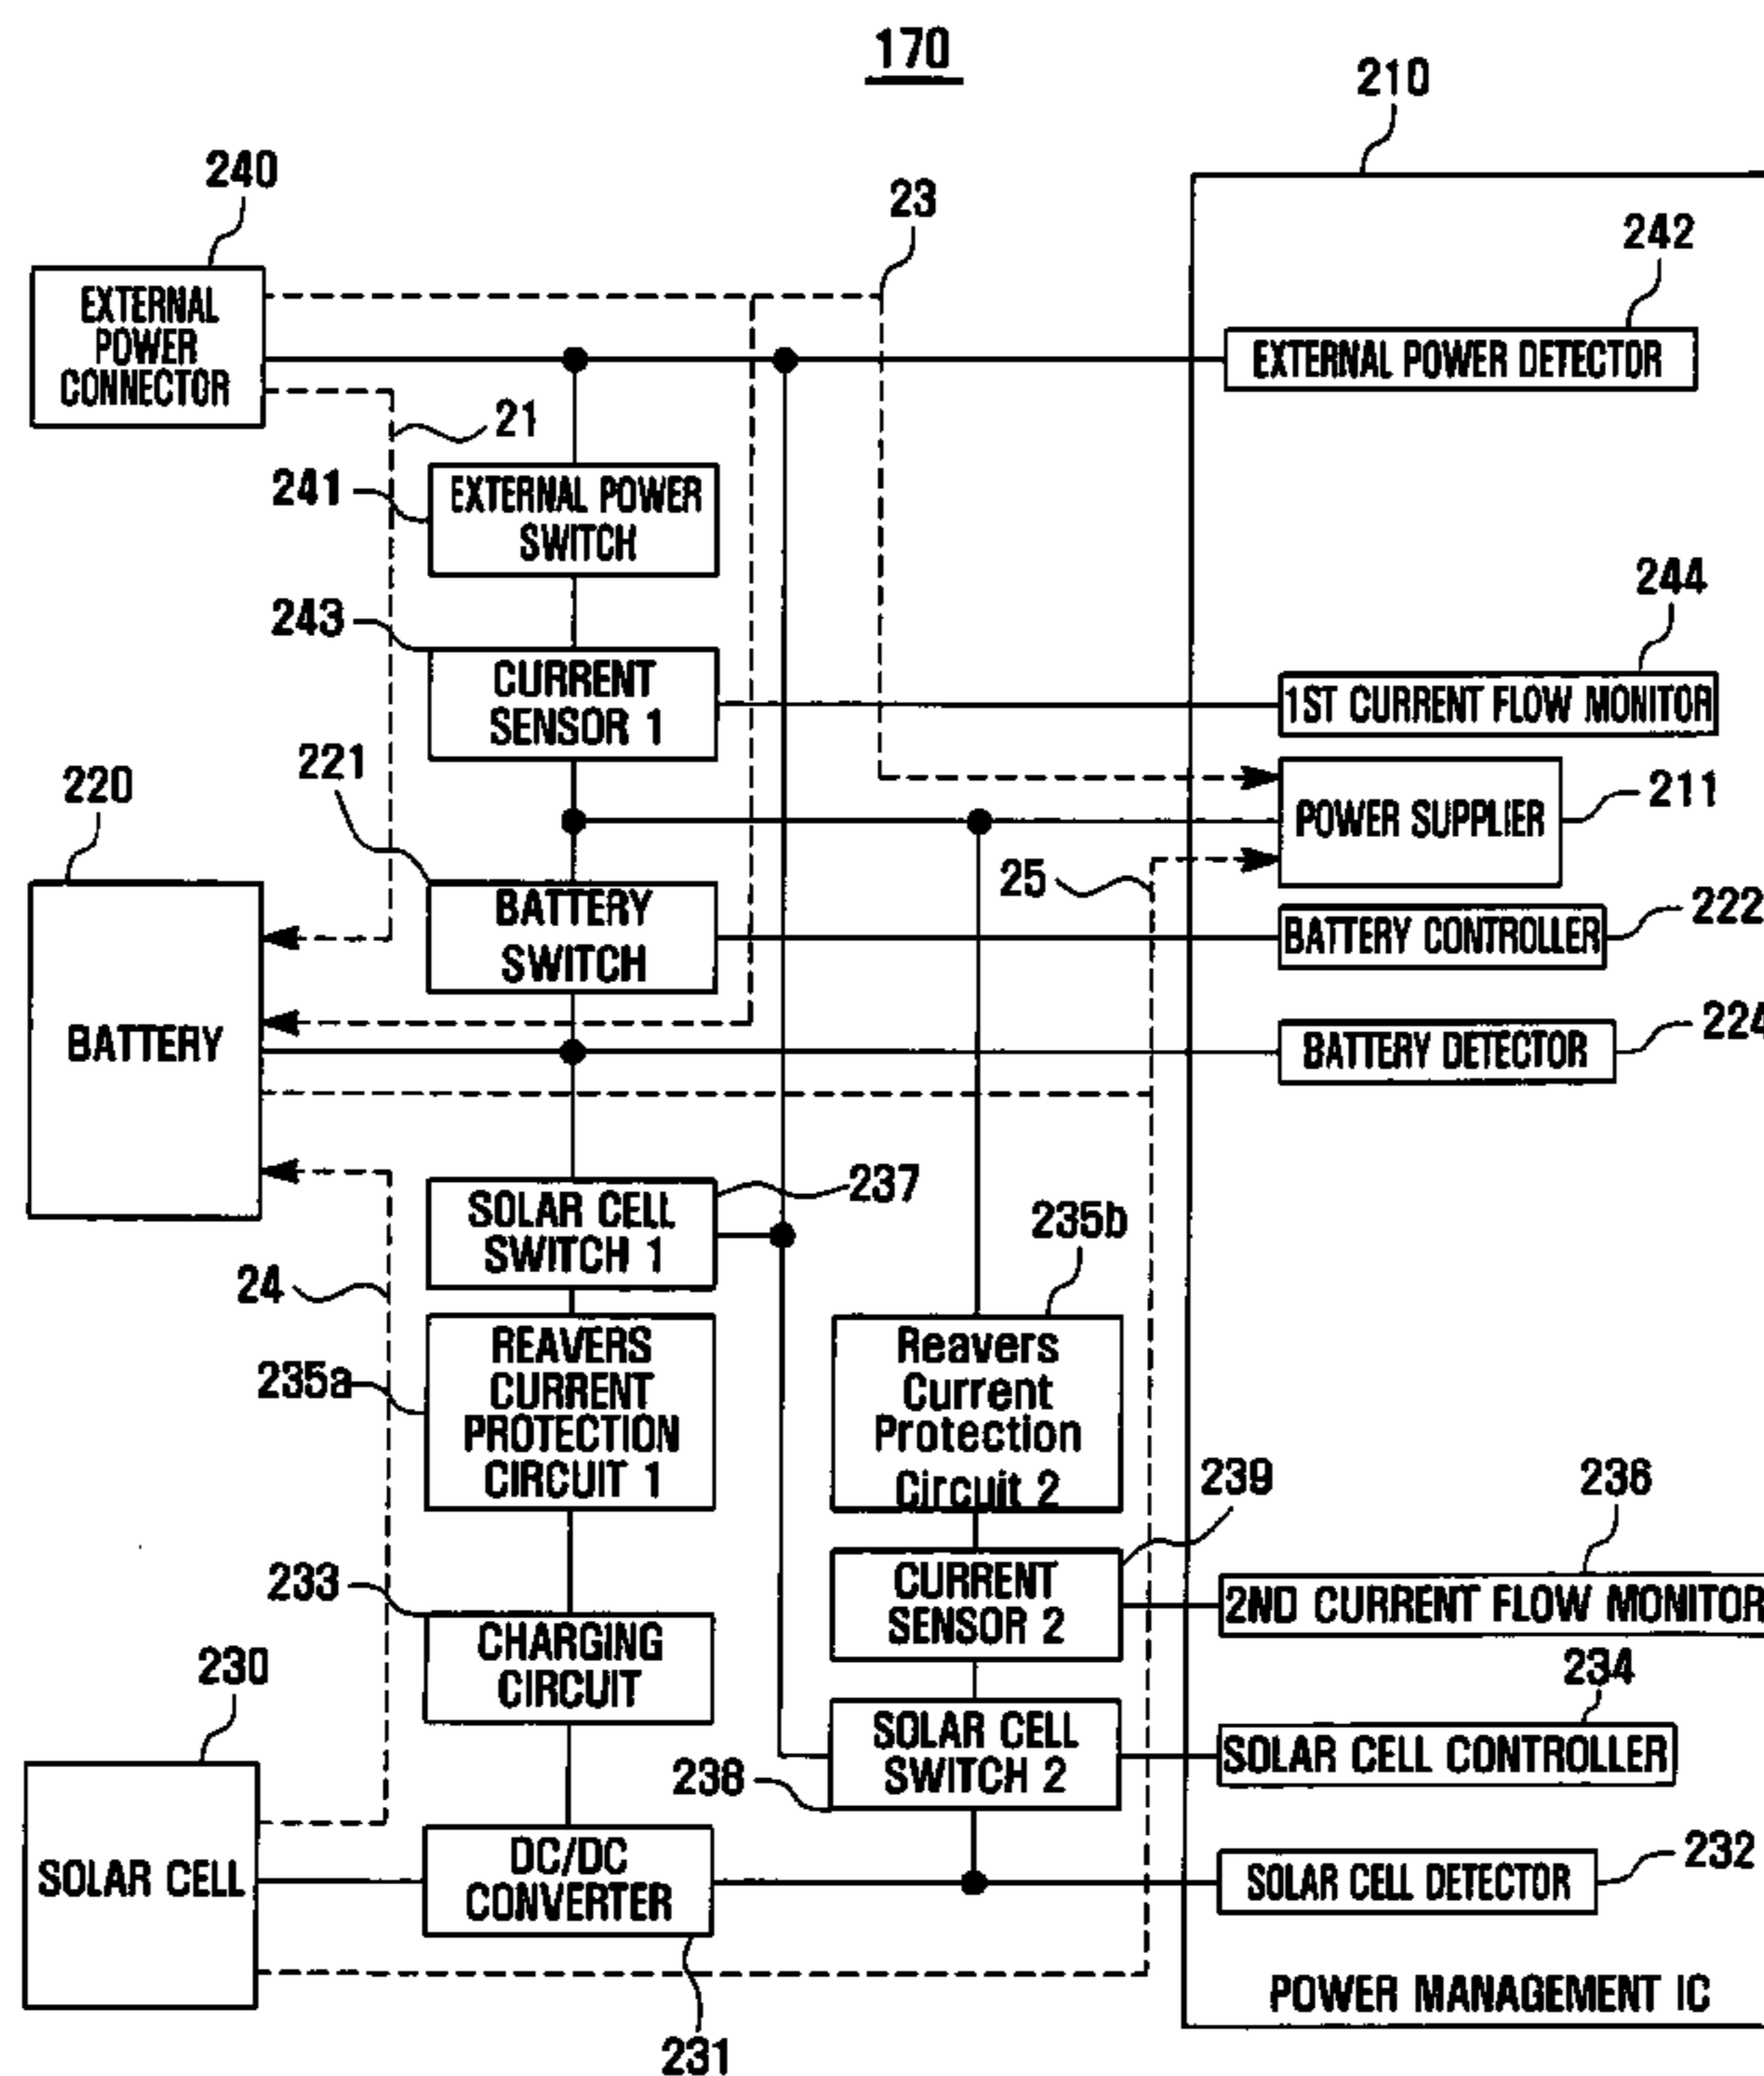 170
210
240
23
242
EXTERNAL
POWER
CONNECTOR
EXTERNAL POWER DETECTOR
21
241
EXTERNAL POWER
SWITCH
244
243
CURRENT
SENSOR 1
1ST CURRENT FLOW MONITOR
221
220
211
POWER SUPPLIER
25
222
BATTERY
SWITCH
BATTERY CONTROLLER
224
BATTERY
BATTERY DETECTOR
237
SOLAR CELL
SWITCH 1
235b
24
REAVERS
CURRENT
PROTECTION
CIRCUIT 1
235a
Reavers
Current
Protection
Circuit 2
239
236
233
CURRENT
SENSOR 2
2ND CURRENT FLOW MONITOR
CHARGING
CIRCUIT
230
234
SOLAR CELL
SWITCH 2
SOLAR CELL CONTROLLER
238
232
SOLAR CELL
DC/DC
CONVERTER
SOLAR CELL DETECTOR
POWER MANAGEMENT IC
231